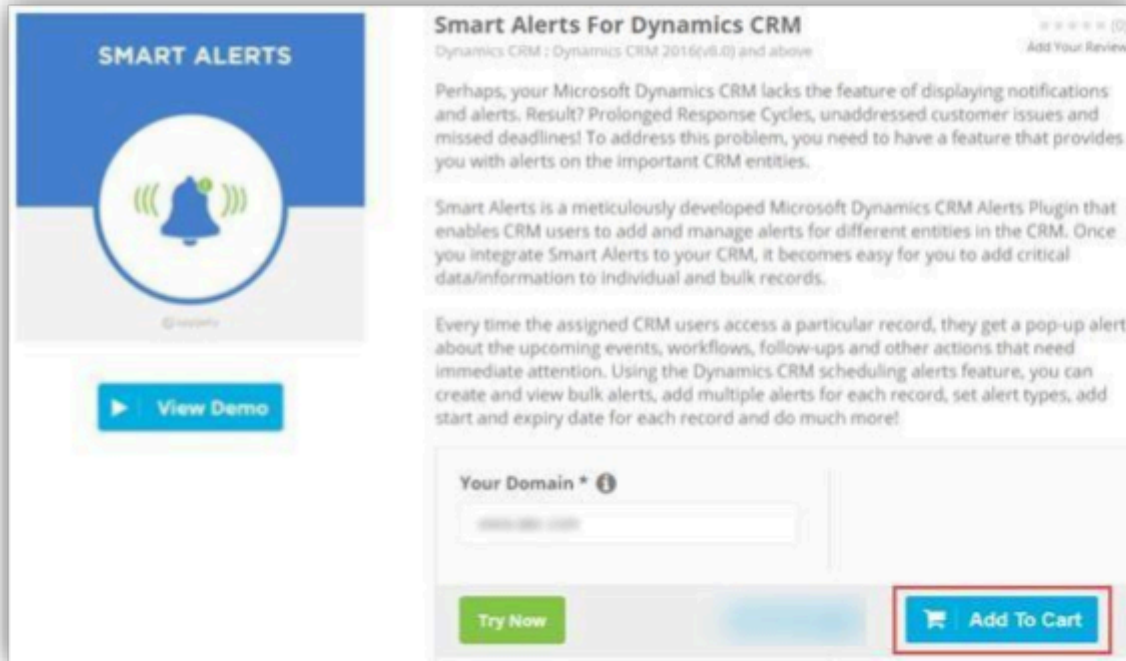 SMART ALERTS
View Demo
Smart Alerts For Dynamics CRM
(0)
Add Your Review
Dynamics CRM : Dynamics CRM 2016(v8.0) and above
Perhaps, your Microsoft Dynamics CRM lacks the feature of displaying notifications
and alerts. Result? Prolonged Response Cycles, unaddressed customer issues and
missed deadlines! To address this problem, you need to have a feature that provides
you with alerts on the important CRM entities.
Smart Alerts is a meticulously developed Microsoft Dynamics CRM Alerts Plugin that
enables CRM users to add and manage alerts for different entities in the CRM. Once
you integrate Smart Alerts to your CRM, it becomes easy for you to add critical
data/information to individual and bulk records.
Every time the assigned CRM users access a particular record, they get a pop-up alert
about the upcoming events, workflows, follow-ups and other actions that need
immediate attention. Using the Dynamics CRM scheduling alerts feature, you can
create and view bulk alerts, add multiple alerts for each record, set alert types, add
start and expiry date for each record and do much more!
Your Domain *
Try Now
Add To Cart